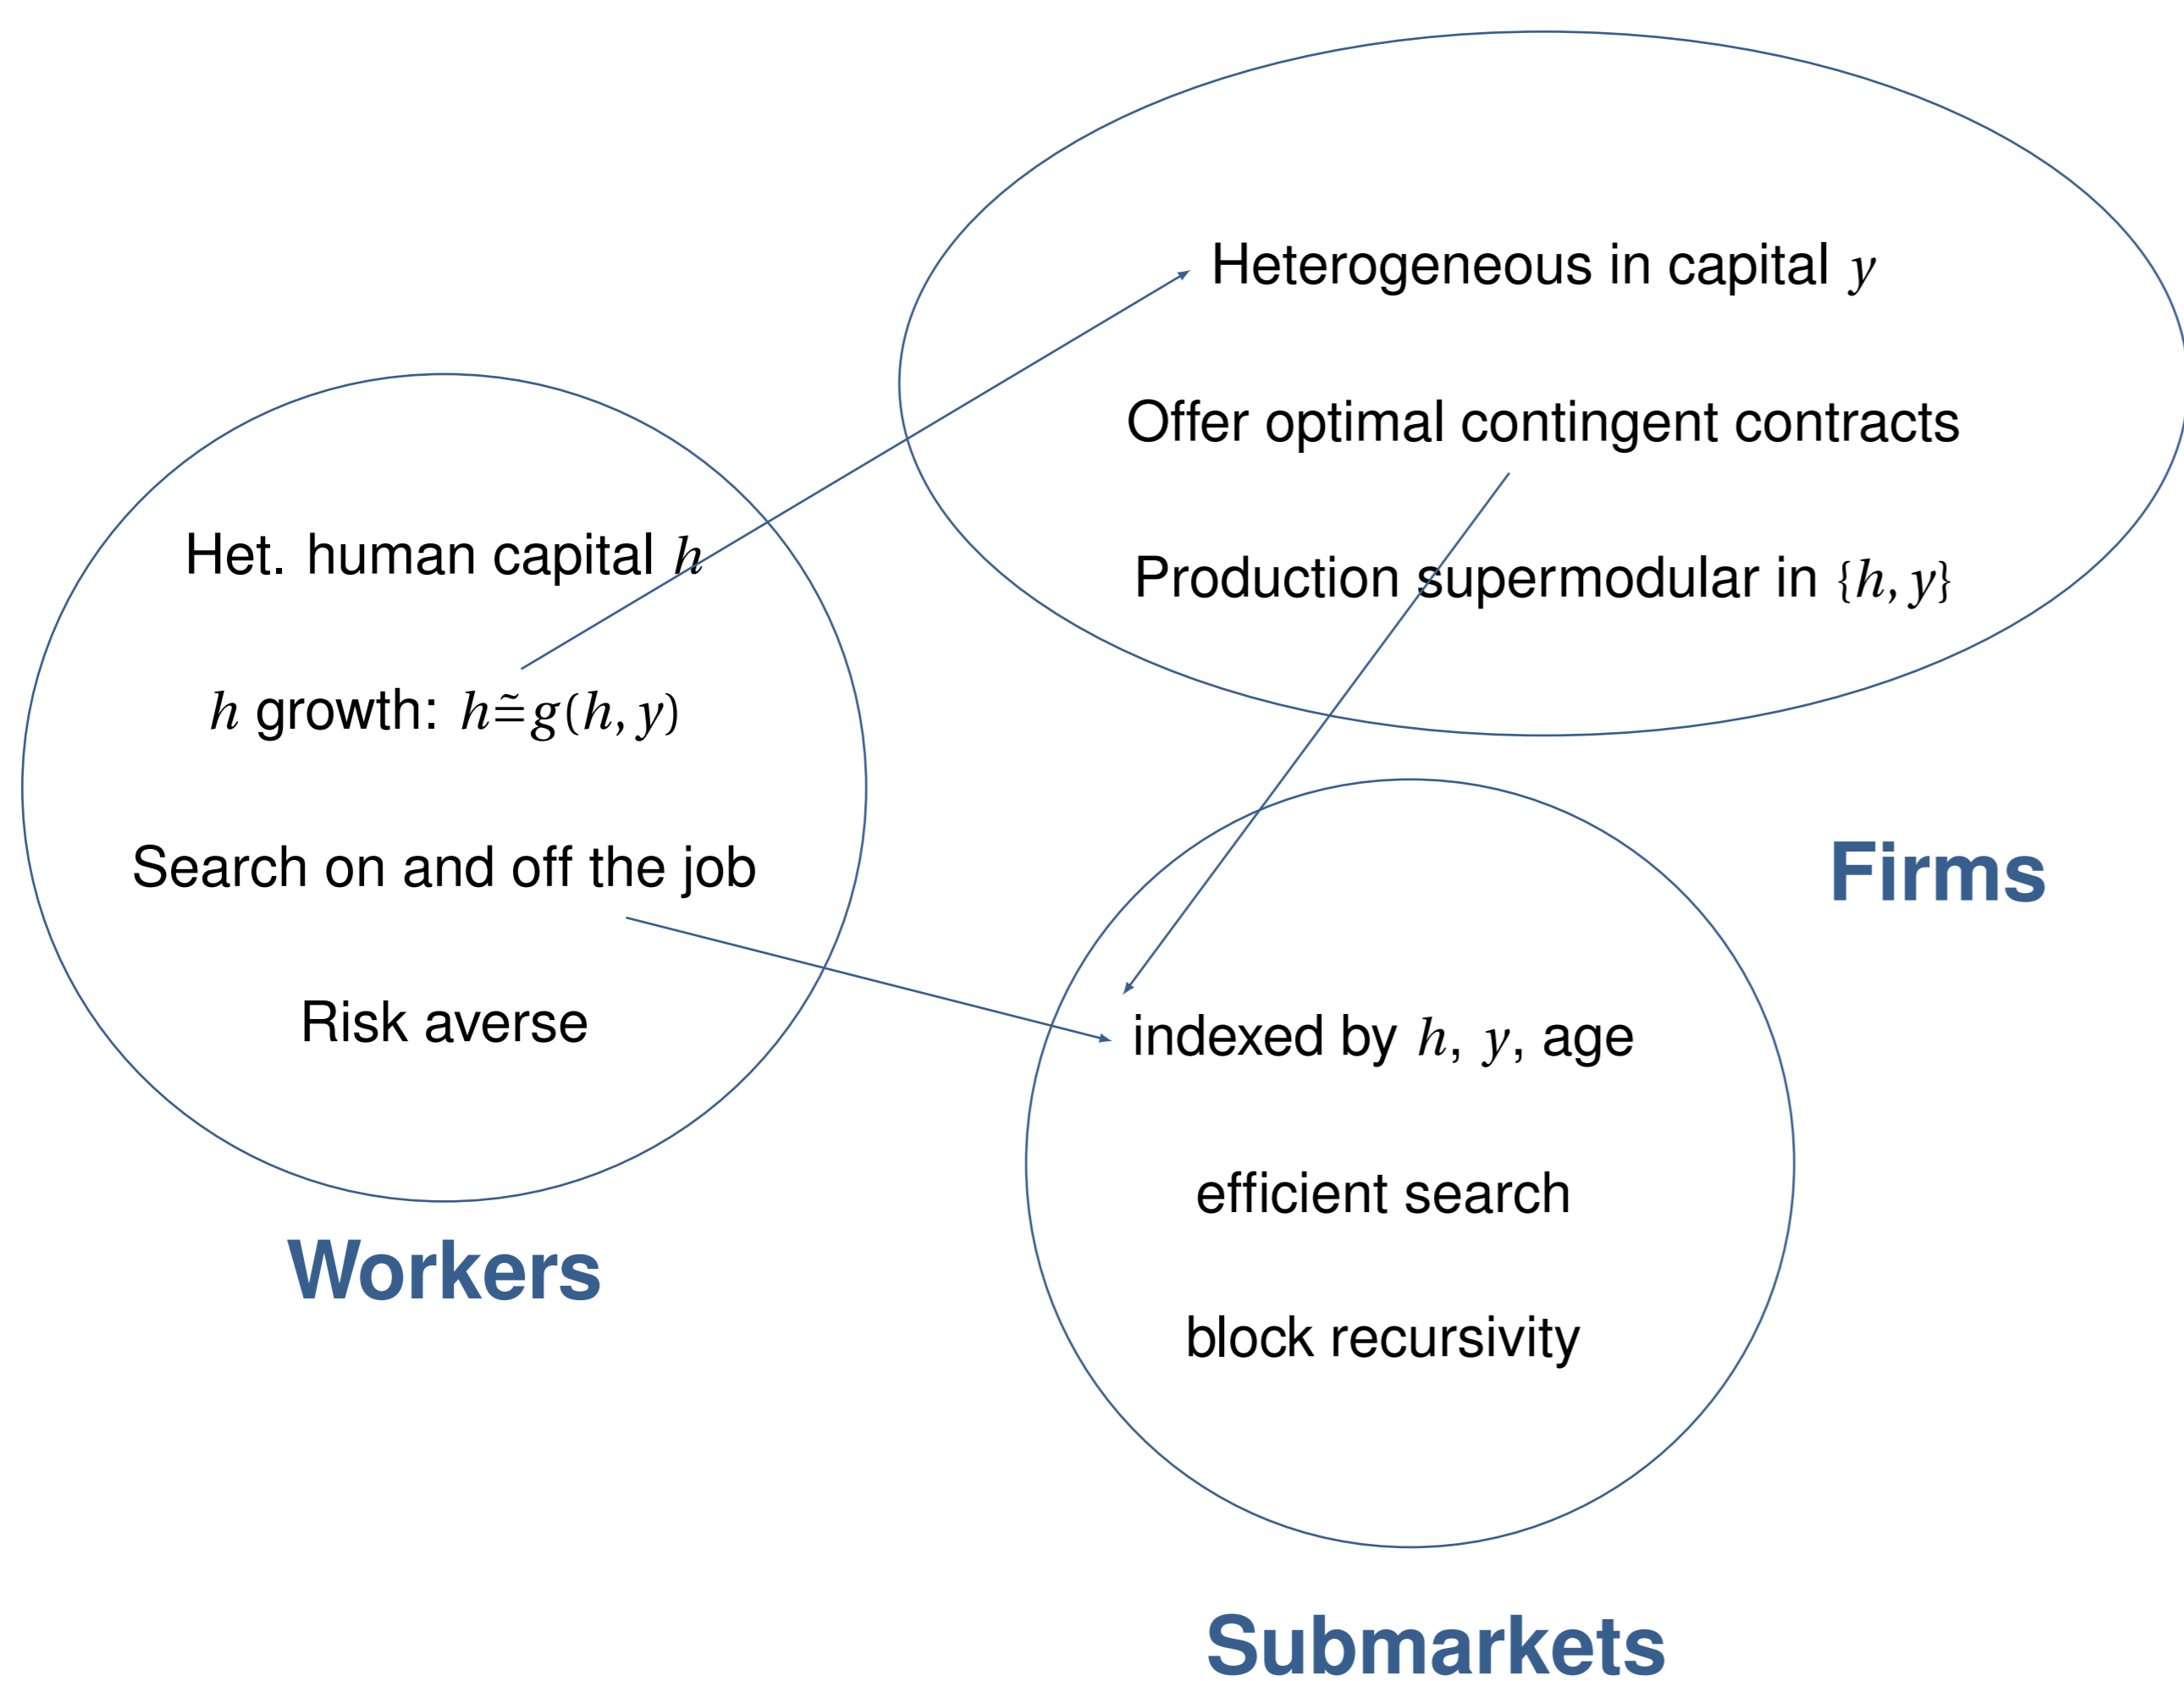 Heterogeneous in capital y
Offer optimal contingent contracts
Production supermodular in {h, y}
Firms
Het. human capital h
h growth: h̃=g(h, y)
Search on and off the job
Risk averse
Workers
indexed by h, y, age
efficient search
block recursivity
Submarkets